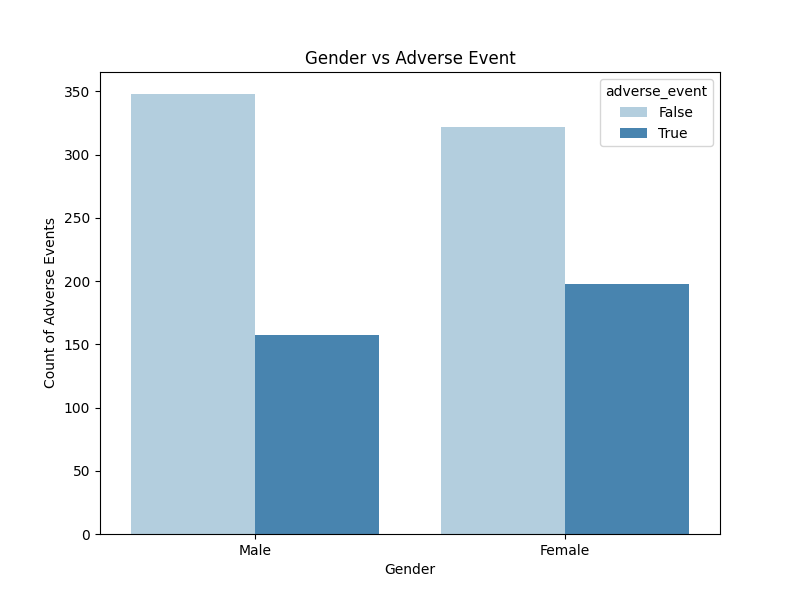 Gender vs Adverse Event
adverse_event
False
True
Count of Adverse Events
350
300
250
200
150
100
50
0
Male
Female
Gender